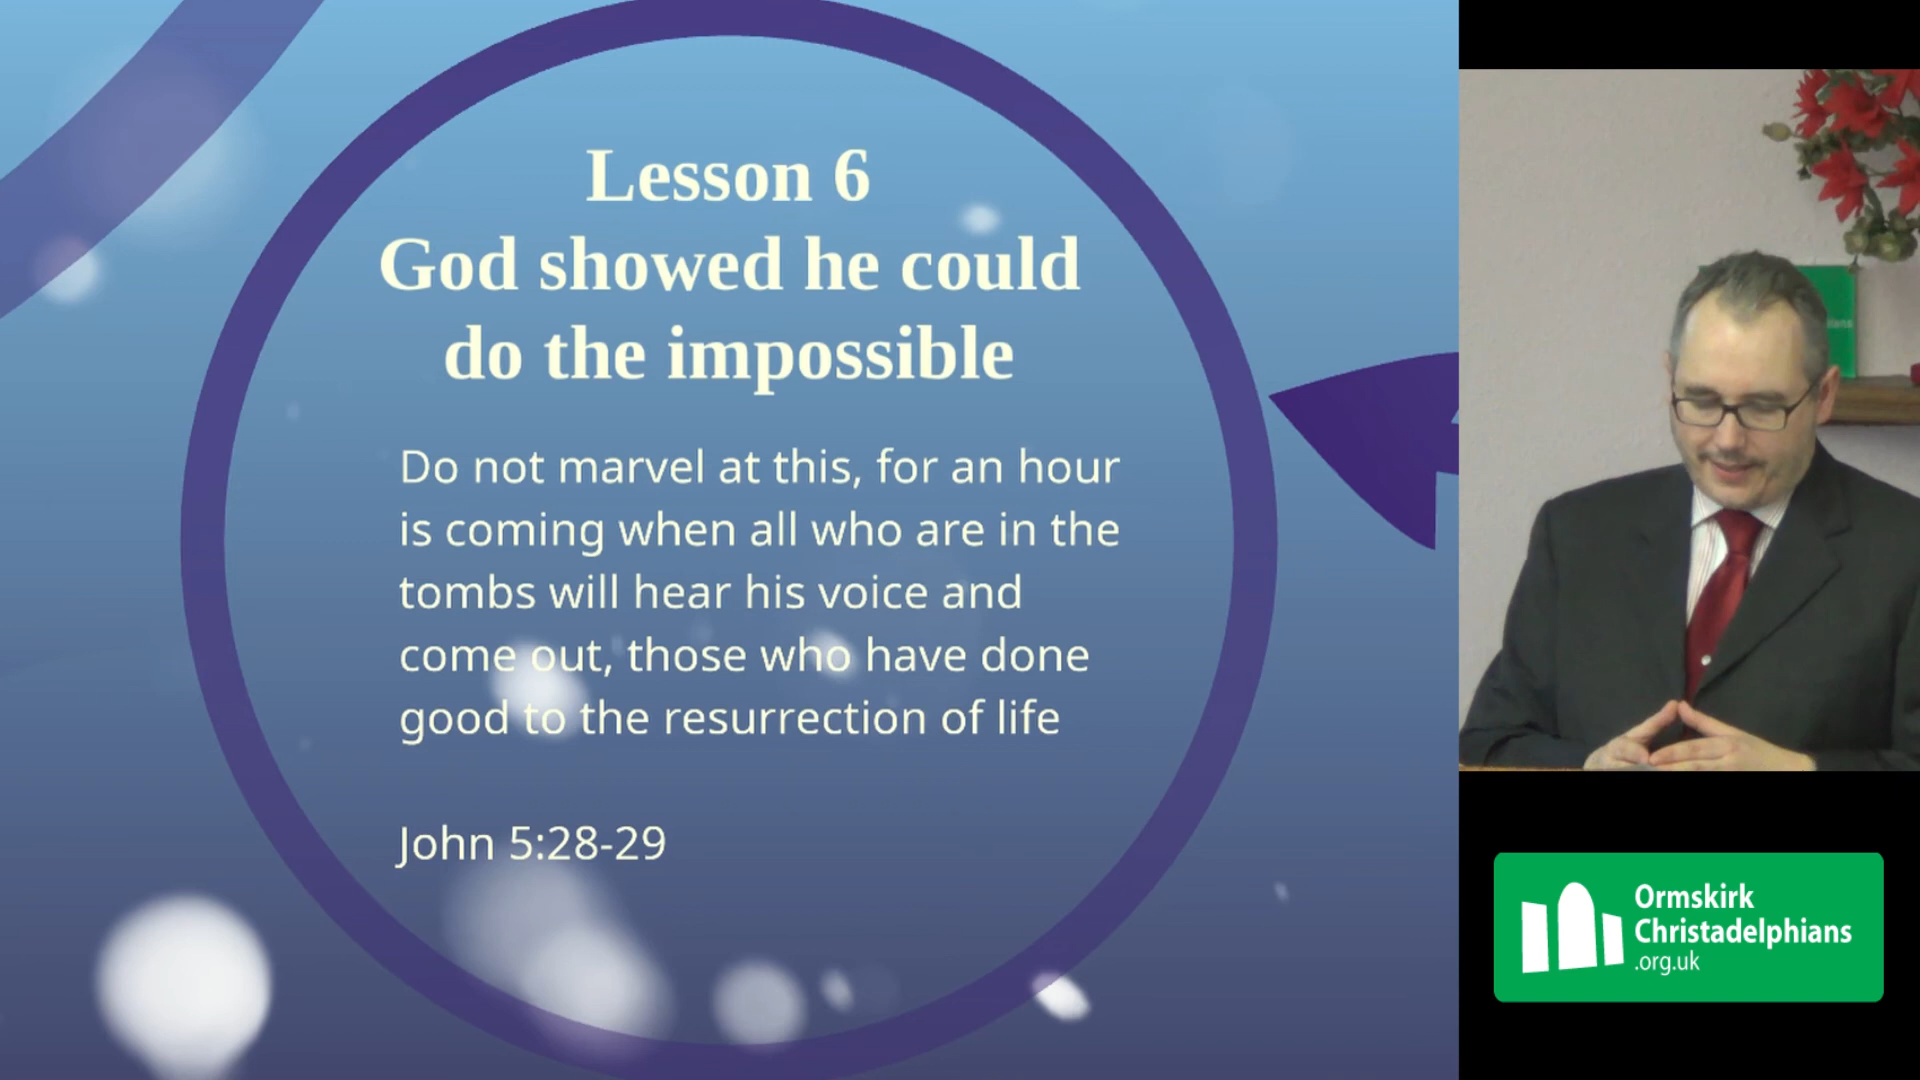 Lesson 6
God showed he could
do the impossible
Do not marvel at this, for an hour
is coming when all who are in the
tombs will hear his voice and
come out, those who have done
good to the resurrection of life
John 5:28-29
Ormskirk
Christadelphians
.org.uk